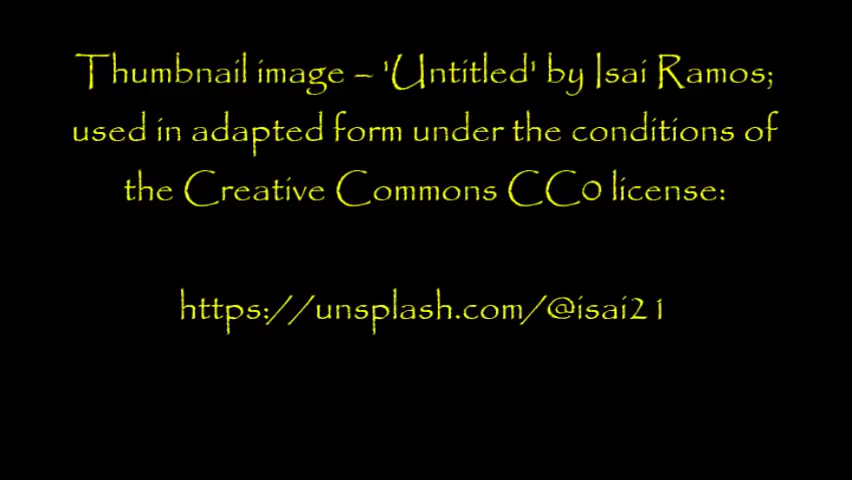 Thumbnail image – 'Untitled' by Isai Ramos;
used in adapted form under the conditions of
the Creative Commons CC0 license:
https://unsplash.com/@isai21